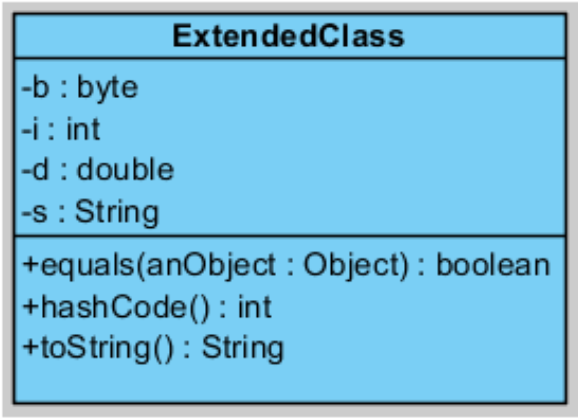 ExtendedClass
-b : byte
-i : int
-d : double
-s : String
+equals(anObject : Object) : boolean
+hashCode() : int
+toString() : String